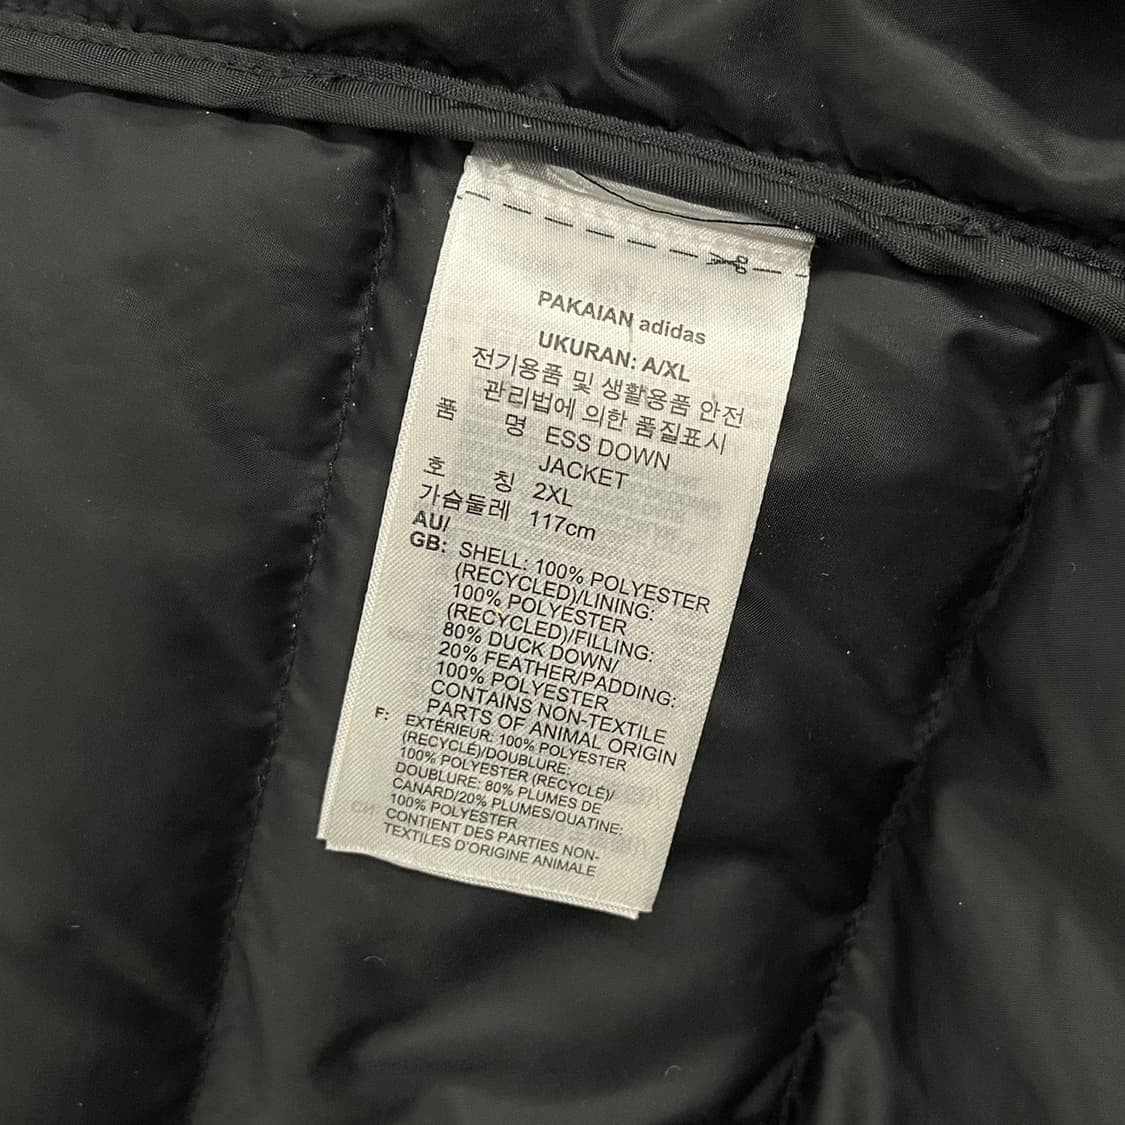 PAKAIAN adidas
UKURAN: A/XL
전기용품 및 생활용품 안전
관리법에 의한 품질표시
품 명 ESS DOWN
JACKET
호 칭 2XL
가슴둘레 117cm
AU/
GB: SHELL: 100% POLYESTER
(RECYCLED)/LINING:
100% POLYESTER
(RECYCLED)/FILLING:
80% DUCK DOWN/
20% FEATHER/PADDING:
100% POLYESTER
CONTAINS NON-TEXTILE
PARTS OF ANIMAL ORIGIN
F: EXTÉRIEUR: 100% POLYESTER
(RECYCLÉ)/DOUBLURE:
100% POLYESTER (RECYCLÉ)/
DOUBLURE: 80% PLUMES DE
CANARD/20% PLUMES/OUATINE:
100% POLYESTER
CONTIENT DES PARTIES NON-
TEXTILES D'ORIGINE ANIMALE